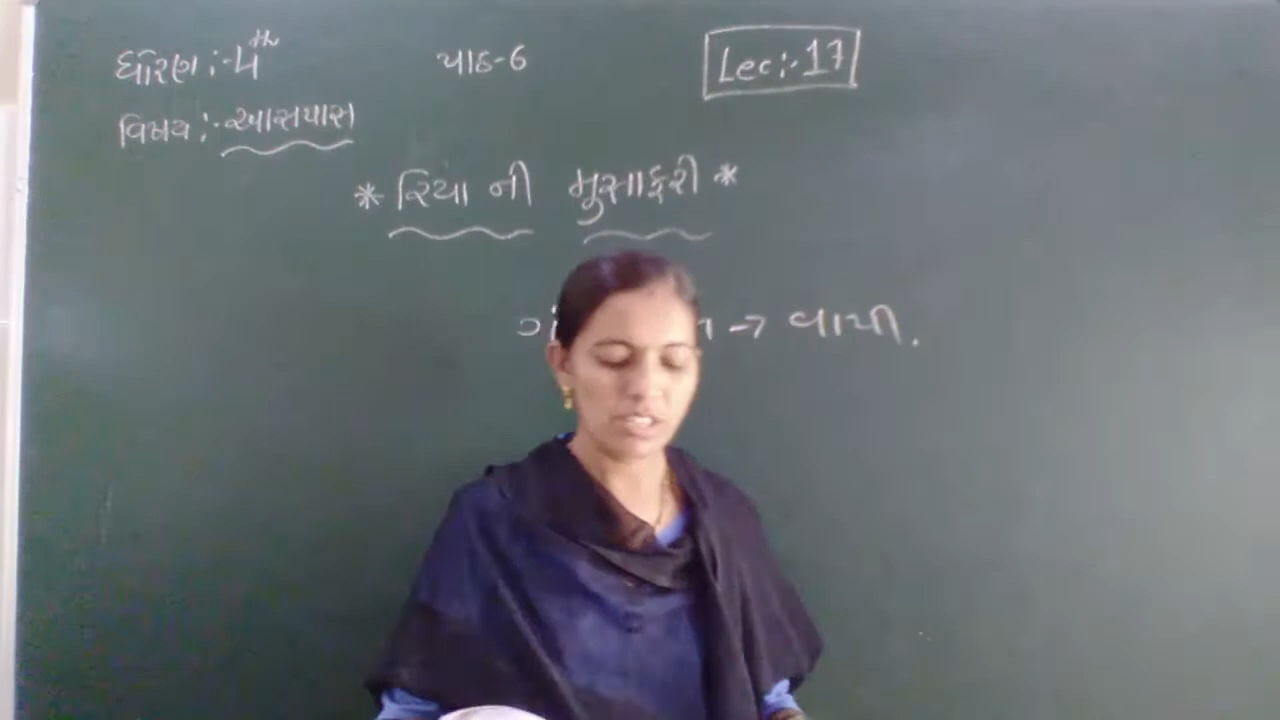 ધોરણ :- 4th
પાઠ-6
Lec :- 17
વિષય :- આસપાસ
* રિયા ની મુસાફરી *
→ વાપી.